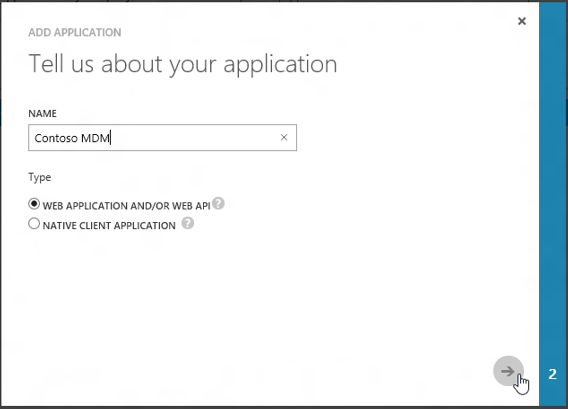 ADD APPLICATION
Tell us about your application
NAME
Contoso MDM
Type
WEB APPLICATION AND/OR WEB API ?
NATIVE CLIENT APPLICATION ?
2